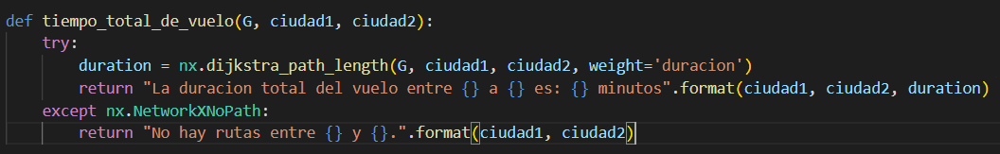 def tiempo_total_de_vuelo(G, ciudad1, ciudad2):
    try:
        duration = nx.dijkstra_path_length(G, ciudad1, ciudad2, weight='duracion')
        return "La duracion total del vuelo entre {} a {} es: {} minutos".format(ciudad1, ciudad2, duration)
    except nx.NetworkXNoPath:
        return "No hay rutas entre {} y {}.".format(ciudad1, ciudad2)